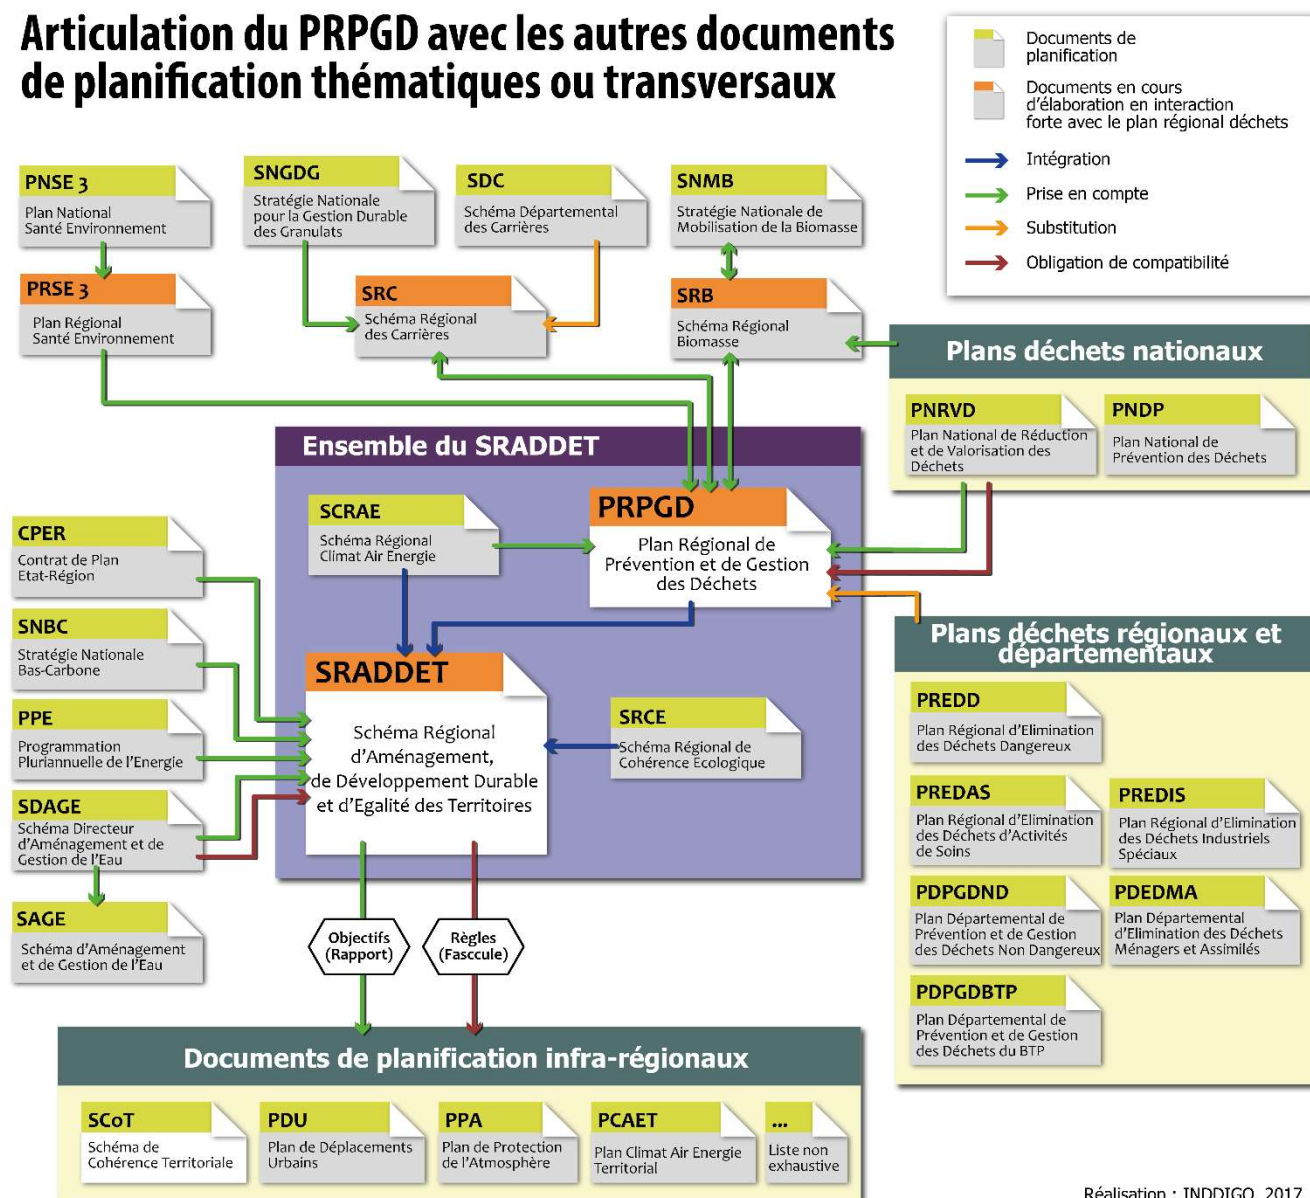 Articulation du PRPGD avec les autres documents
de planification thématiques ou transversaux
Documents de
planification
Documents en cours
d'élaboration en interaction
forte avec le plan régional déchets
Intégration
Prise en compte
Substitution
Obligation de compatibilité
PNSE 3
Plan National
Santé Environnement
SNGDG
Stratégie Nationale
pour la Gestion Durable
des Granulats
SDC
Schéma Départemental
des Carrières
SNMB
Stratégie Nationale de
Mobilisation de la Biomasse
PRSE 3
Plan Régional
Santé Environnement
SRC
Schéma Régional
des Carrières
SRB
Schéma Régional
Biomasse
Plans déchets nationaux
PNRVD
Plan National de Réduction
et de Valorisation des
Déchets
PNDP
Plan National de
Prévention des Déchets
Ensemble du SRADDET
SCRAE
Schéma Régional
Climat Air Energie
PRPGD
Plan Régional de
Prévention et de Gestion
des Déchets
CPER
Contrat de Plan
Etat-Région
SNBC
Stratégie Nationale
Bas-Carbone
PPE
Programmation
Pluriannuelle de l'Energie
SDAGE
Schéma Directeur
d'Aménagement et de
Gestion de l'Eau
SAGE
Schéma d'Aménagement
et de Gestion de l'Eau
SRADDET
Schéma Régional
d'Aménagement,
de Développement Durable
et d'Egalité des Territoires
SRCE
Schéma Régional de
Cohérence Ecologique
Plans déchets régionaux et
départementaux
PREDD
Plan Régional d'Elimination
des Déchets Dangereux
PREDAS
Plan Régional d'Elimination
des Déchets d'Activités
de Soins
PREDIS
Plan Régional d'Elimination
des Déchets Industriels
Spéciaux
PDPGDND
Plan Départemental de
Prévention et de Gestion
des Déchets Non Dangereux
PDEDMA
Plan Départemental
d'Elimination des Déchets
Ménagers et Assimilés
PDPGDBTP
Plan Départemental de
Prévention et de Gestion
des Déchets du BTP
Objectifs
(Rapport)
Règles
(Fasccule)
Documents de planification infra-régionaux
SCoT
Schéma de
Cohérence Territoriale
PDU
Plan de Déplacements
Urbains
PPA
Plan de Protection
de l'Atmosphère
PCAET
Plan Climat Air Energie
Territorial
...
Liste non
exhaustive
Réalisation : INDDIGO, 2017